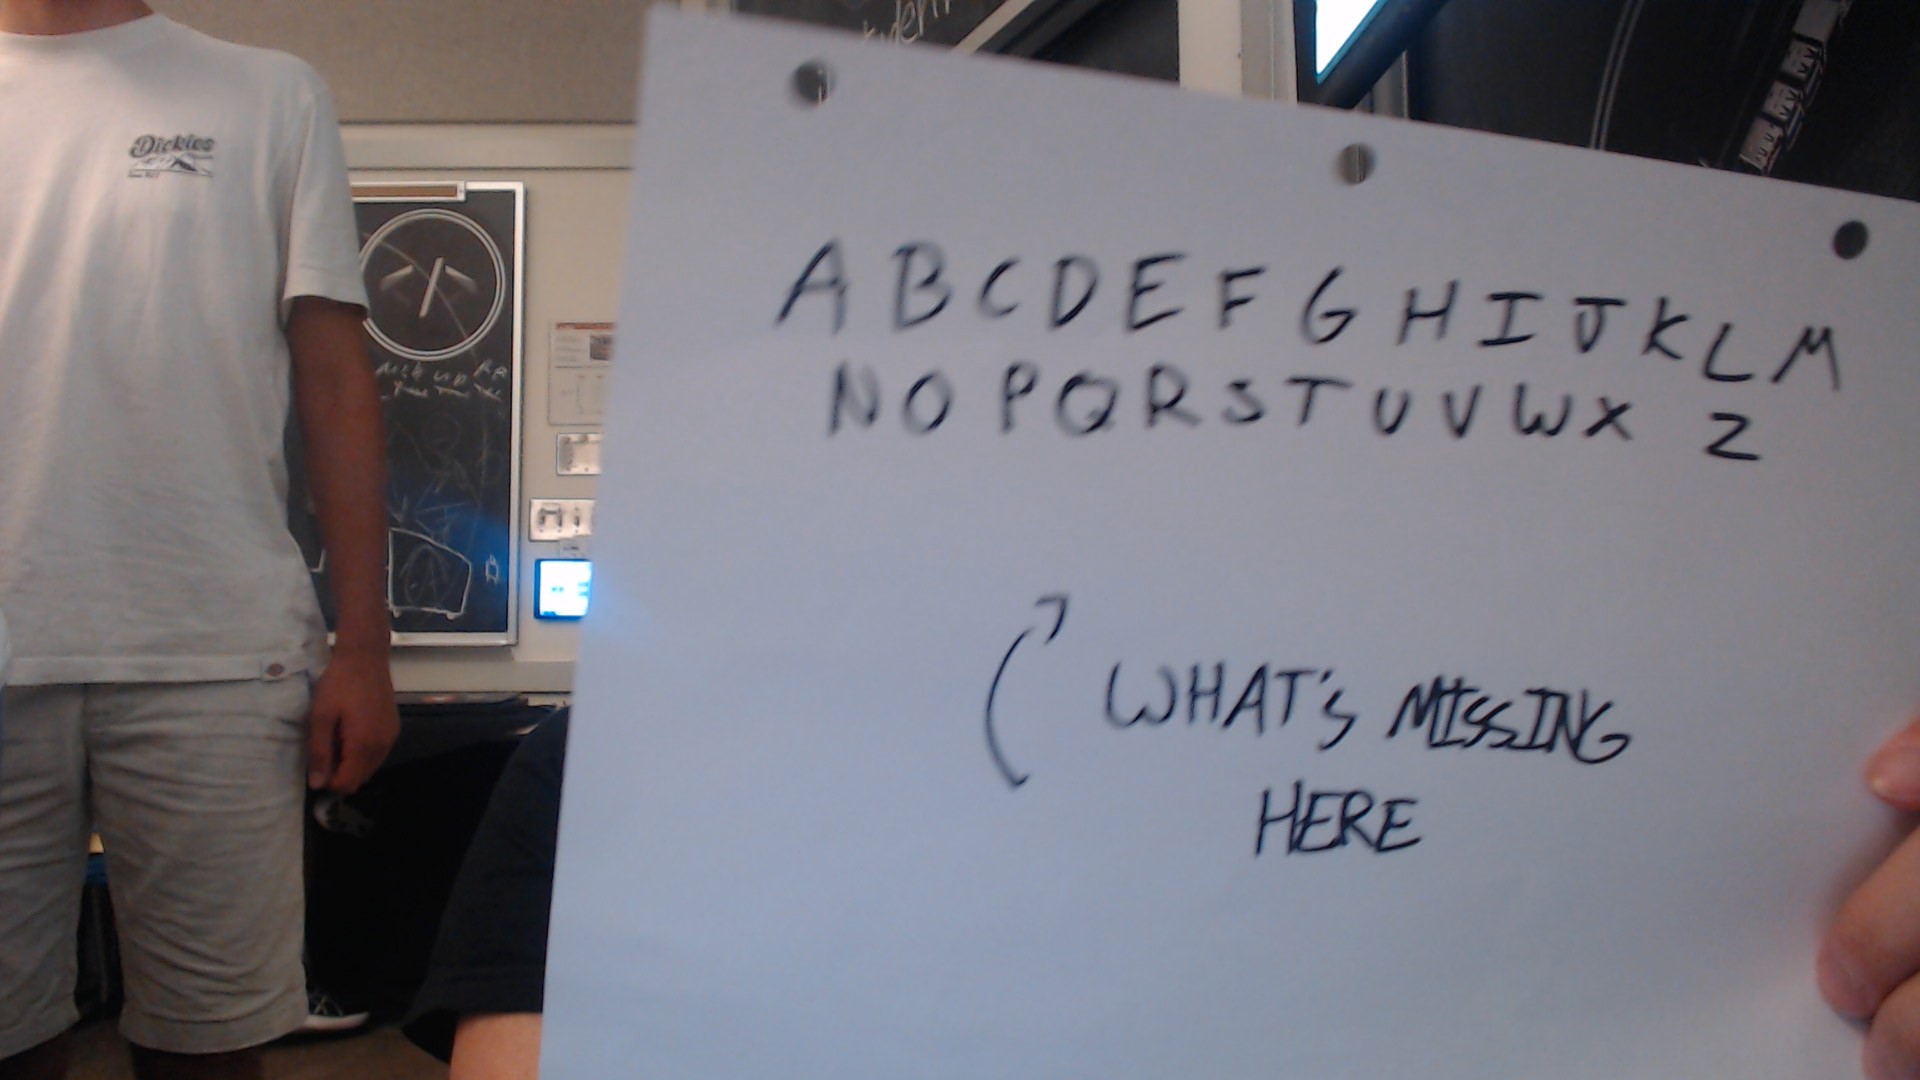 Dickies
A B C D E F G H I J K L M
N O P Q R S T U V W X Z
WHAT'S MISSING
HERE